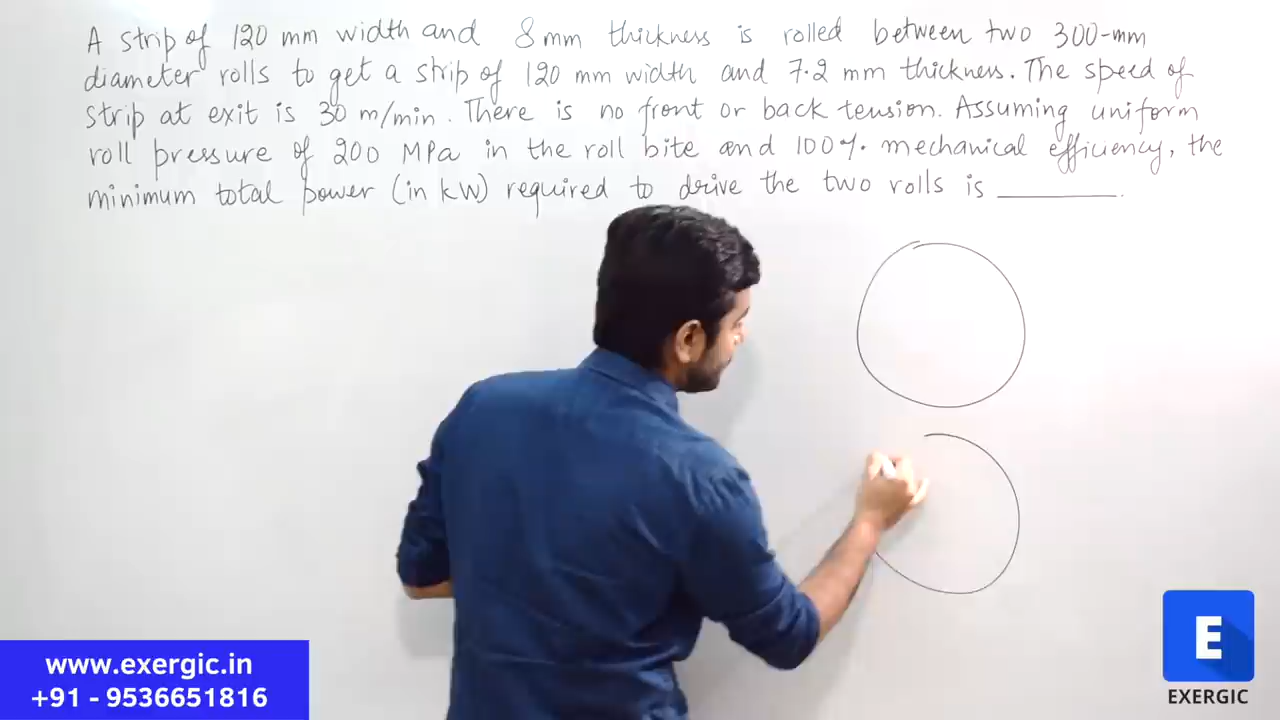 A strip of 120 mm width and 8 mm thickness is rolled between two 300-mm
diameter rolls to get a strip of 120 mm width and 7.2 mm thickness. The speed of
strip at exit is 30 m/min. There is no front or back tension. Assuming uniform
roll pressure of 200 MPa in the roll bite and 100% mechanical efficiency, the
minimum total power (in kW) required to drive the two rolls is ______.
www.exergic.in
+91 - 9536651816
E
EXERGIC